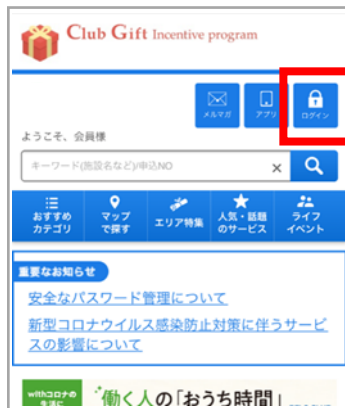 Club Gift Incentive program
メルマガ
アプリ
ログイン
ようこそ、会員様
キーワード(施設名など)/申込NO
おすすめ
カテゴリ
マップ
で探す
エリア特集
人気・話題
のサービス
ライフ
イベント
重要なお知らせ
安全なパスワード管理について
新型コロナウイルス感染防止対策に伴うサービ
スの影響について
withコロナの
生活に
働く人の「おうち時間」